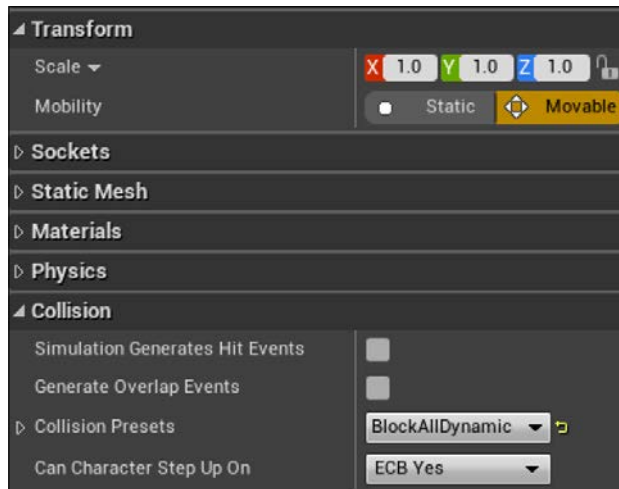 Transform
Scale
X 1.0 Y 1.0 Z 1.0
Mobility
Static Movable
Sockets
Static Mesh
Materials
Physics
Collision
Simulation Generates Hit Events
Generate Overlap Events
Collision Presets
BlockAllDynamic
Can Character Step Up On
ECB Yes